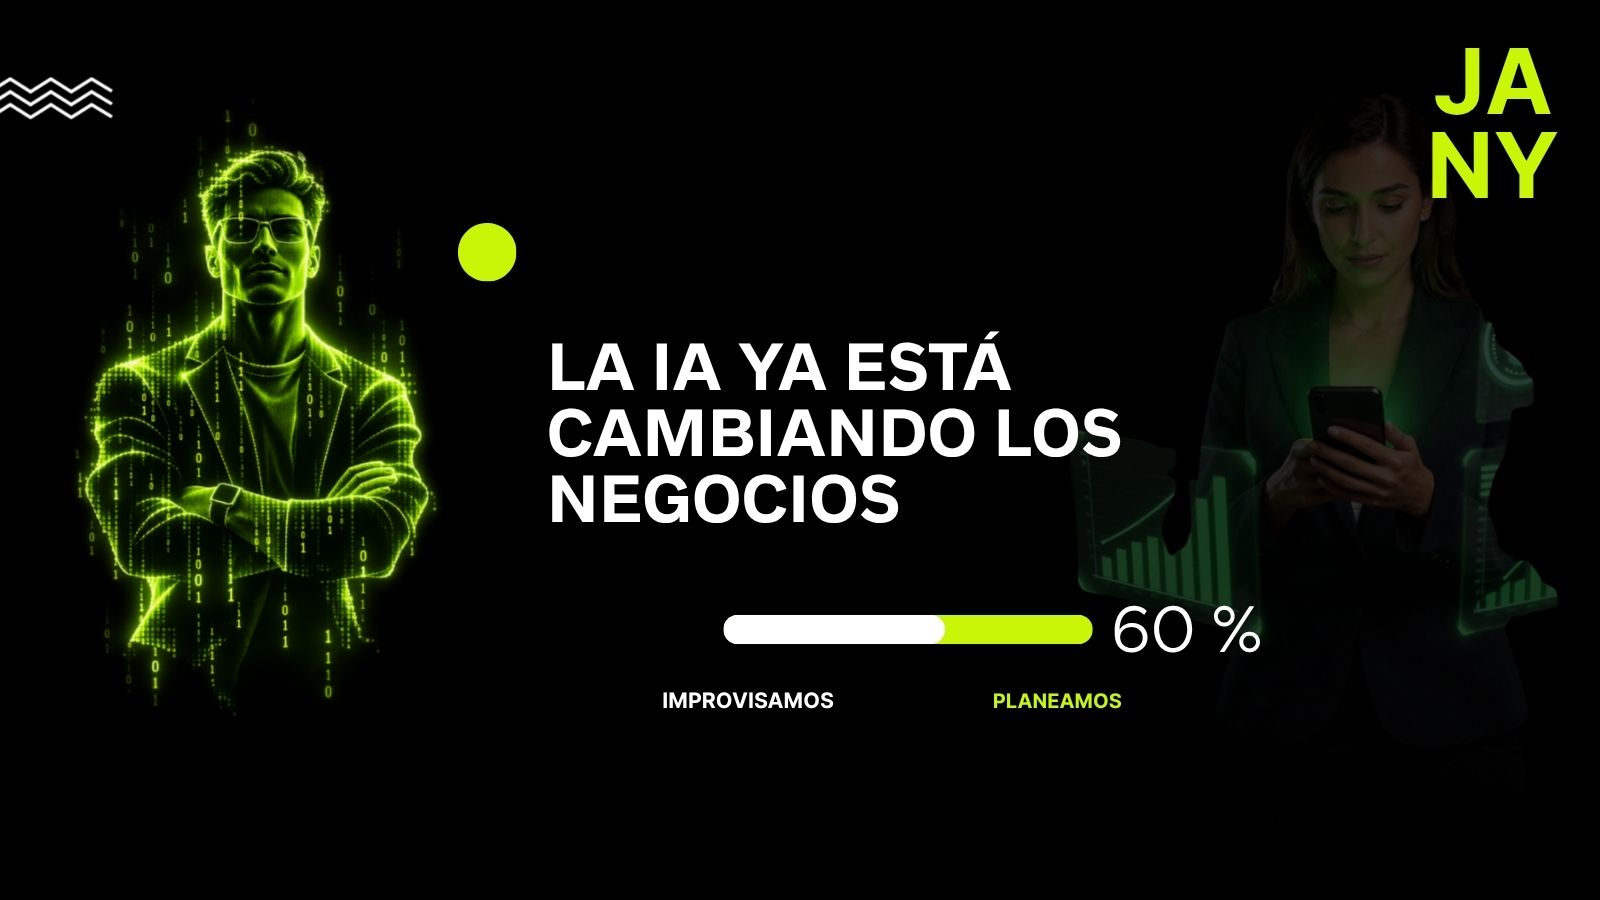 JA
NY
LA IA YA ESTÁ
CAMBIANDO LOS
NEGOCIOS
60 %
IMPROVISAMOS
PLANEAMOS